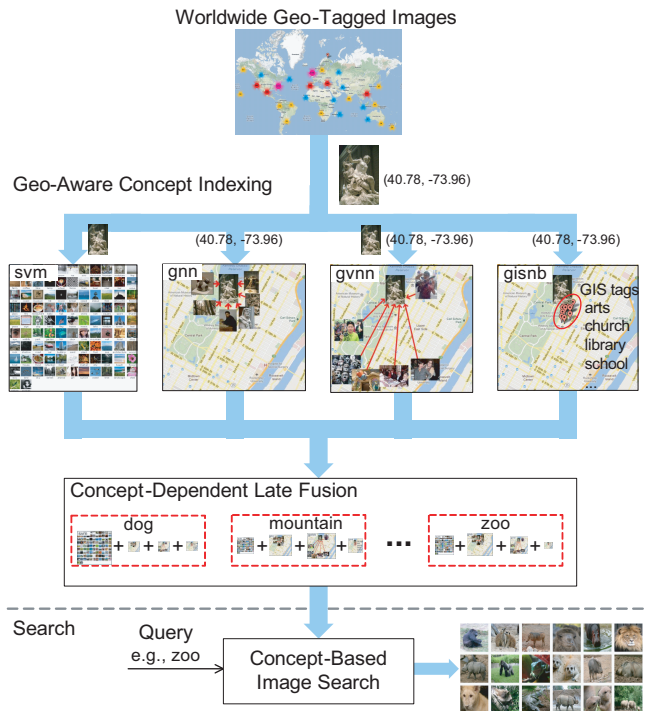 Worldwide Geo-Tagged Images
(40.78, -73.96)
Geo-Aware Concept Indexing
(40.78, -73.96)
(40.78, -73.96)
(40.78, -73.96)
svm
gnn
gvnn
gisnb
GIS tags
arts
church
library
school
...
Concept-Dependent Late Fusion
dog
mountain
zoo
+ + +
+ + +
...
+ + +
Search
Query
e.g., zoo
Concept-Based
Image Search